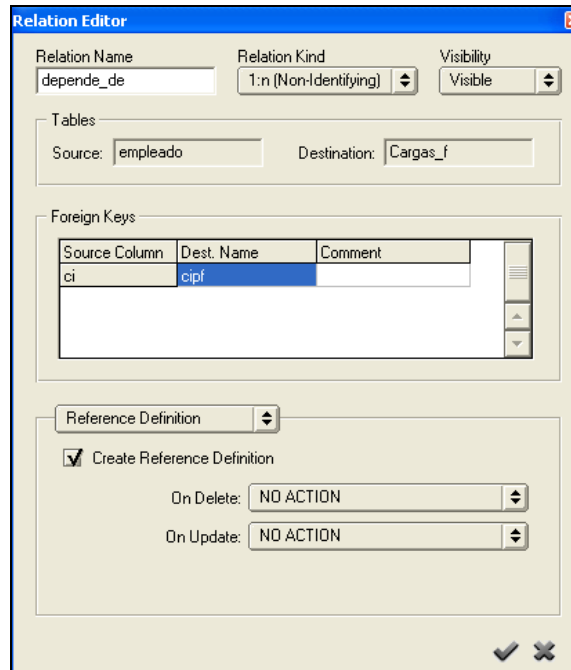 Relation Editor
Relation Name Relation Kind Visibility
depende_de 1:n (Non-Identifying) Visible
Tables
Source: empleado Destination: Cargas_f
Foreign Keys
Source Column Dest. Name Comment
ci cipf
Reference Definition
Create Reference Definition
On Delete: NO ACTION
On Update: NO ACTION